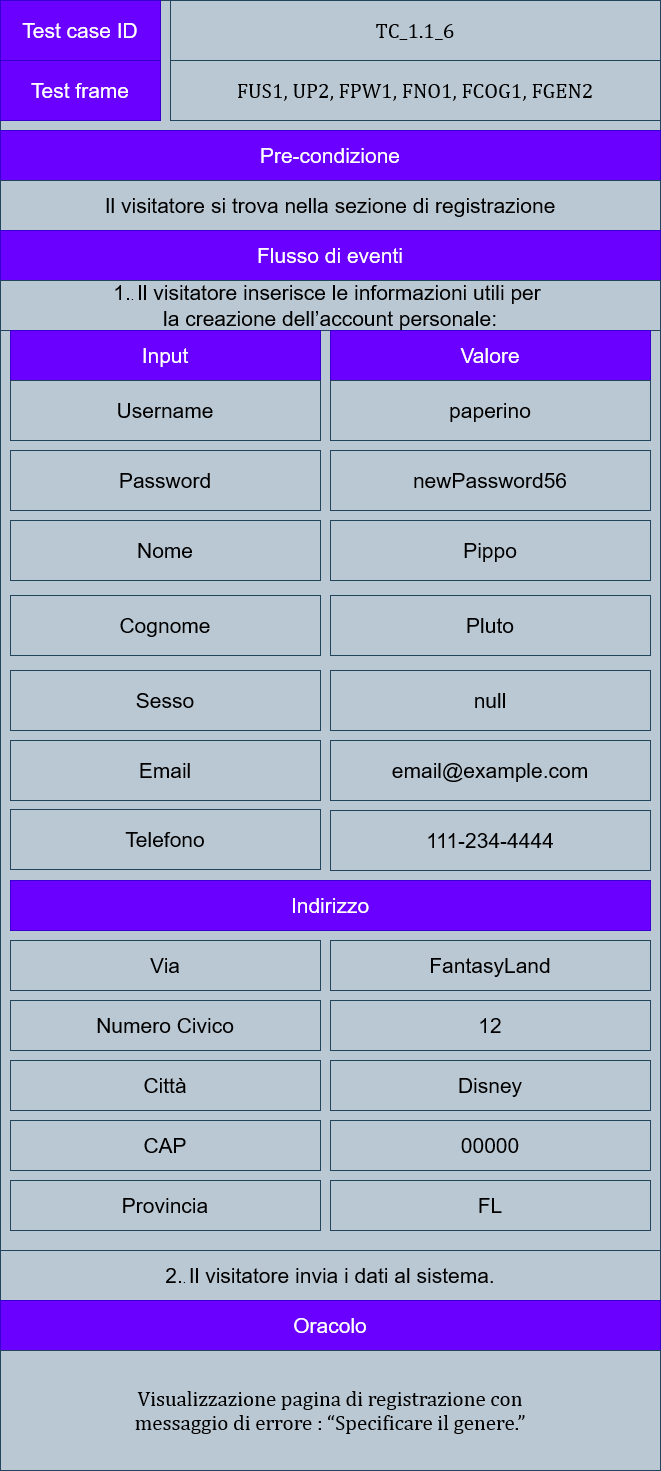 Test case ID
TC_1.1_6
Test frame
FUS1, UP2, FPW1, FNO1, FCOG1, FGEN2
Pre-condizione
Il visitatore si trova nella sezione di registrazione
Flusso di eventi
1. Il visitatore inserisce le informazioni utili per
la creazione dell’account personale:
Input
Valore
Username
paperino
Password
newPassword56
Nome
Pippo
Cognome
Pluto
Sesso
null
Email
email@example.com
Telefono
111-234-4444
Indirizzo
Via
FantasyLand
Numero Civico
12
Città
Disney
CAP
00000
Provincia
FL
2. Il visitatore invia i dati al sistema.
Oracolo
Visualizzazione pagina di registrazione con
messaggio di errore : “Specificare il genere.”